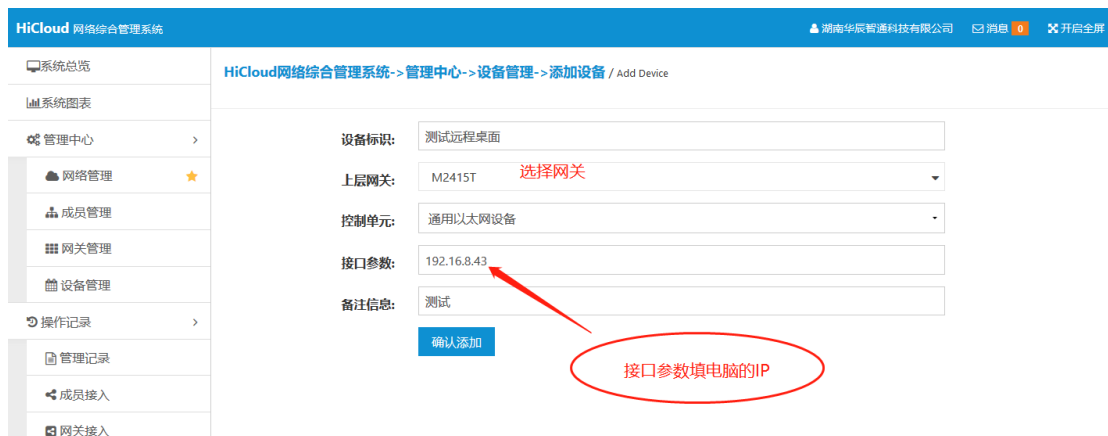 HiCloud 网络综合管理系统
湖南华辰智通科技有限公司 消息 0 开启全屏
系统总览
HiCloud网络综合管理系统->管理中心->设备管理->添加设备 / Add Device
系统图表
管理中心
网络管理
成员管理
网关管理
设备管理
操作记录
管理记录
成员接入
网关接入
设备标识: 测试远程桌面
上层网关: M2415T 选择网关
控制单元: 通用以太网设备
接口参数: 192.16.8.43
备注信息: 测试
确认添加
接口参数填电脑的IP